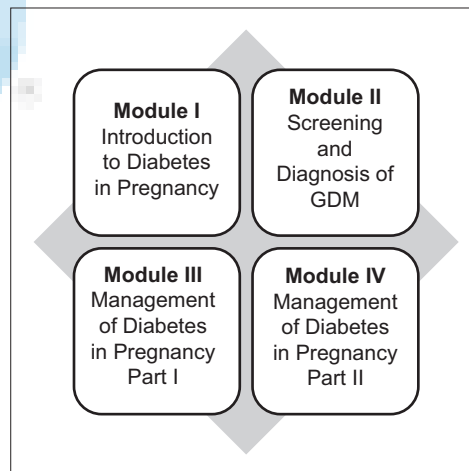 Module I
Introduction
to Diabetes
in Pregnancy
Module II
Screening
and
Diagnosis of
GDM
Module III
Management
of Diabetes
in Pregnancy
Part I
Module IV
Management
of Diabetes
in Pregnancy
Part II